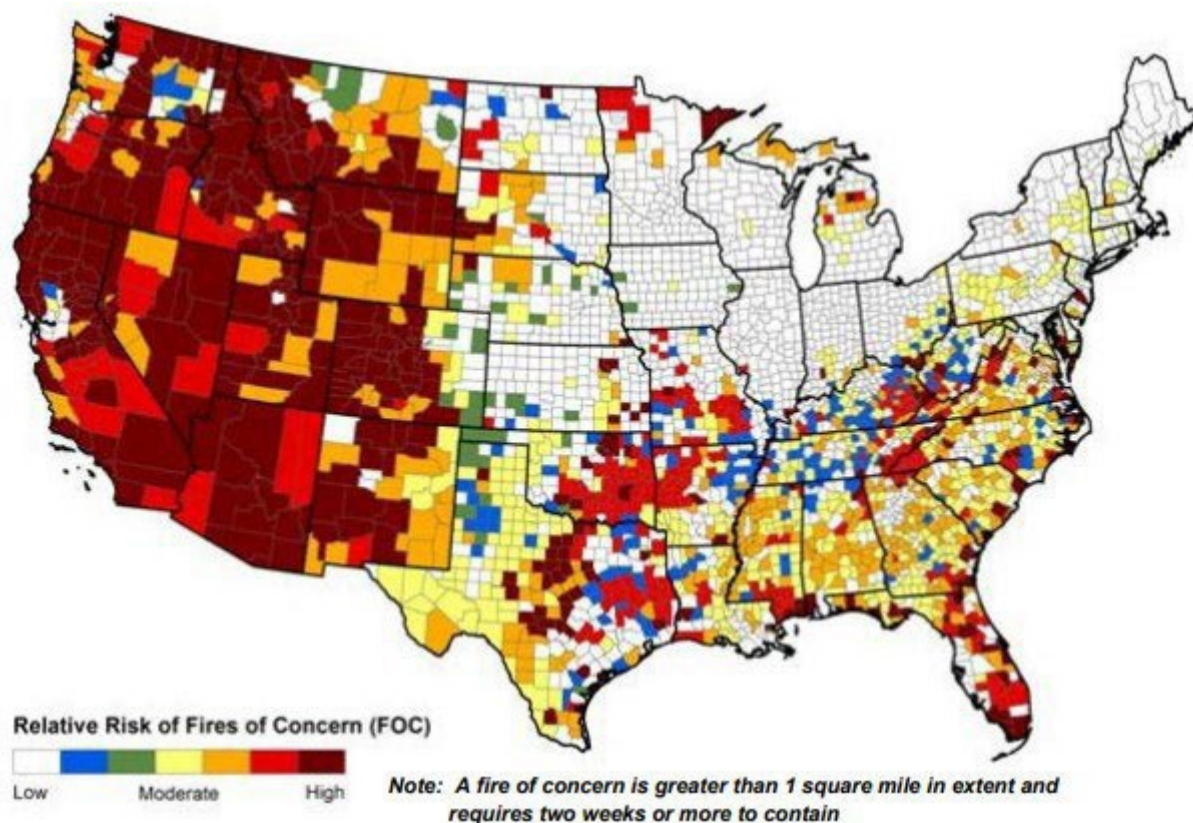 Relative Risk of Fires of Concern (FOC)
Low Moderate High
Note: A fire of concern is greater than 1 square mile in extent and
requires two weeks or more to contain